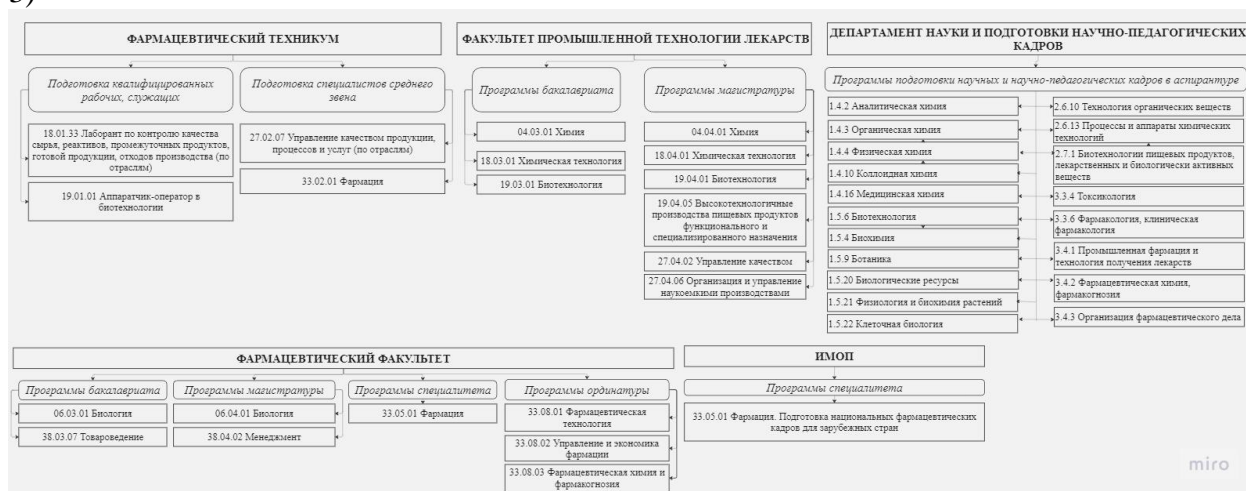 3)
ФАРМАЦЕВТИЧЕСКИЙ ТЕХНИКУМ
Подготовка квалифицированных
рабочих, служащих
18.01.33 Лаборант по контролю качества
сырья, реактивов, промежуточных продуктов,
готовой продукции, отходов производства (по
отраслям)
19.01.01 Аппаратчик-оператор в
биотехнологии
Подготовка специалистов среднего
звена
27.02.07 Управление качеством продукции,
процессов и услуг (по отраслям)
33.02.01 Фармация
ФАКУЛЬТЕТ ПРОМЫШЛЕННОЙ ТЕХНОЛОГИИ ЛЕКАРСТВ
Программы бакалавриата
04.03.01 Химия
18.03.01 Химическая технология
19.03.01 Биотехнология
Программы магистратуры
04.04.01 Химия
18.04.01 Химическая технология
19.04.01 Биотехнология
19.04.05 Высокотехнологичные
производства пищевых продуктов
функционального и
специализированного назначения
27.04.02 Управление качеством
27.04.06 Организация и управление
наукоемкими производствами
ДЕПАРТАМЕНТ НАУКИ И ПОДГОТОВКИ НАУЧНО-ПЕДАГОГИЧЕСКИХ
КАДРОВ
Программы подготовки научных и научно-педагогических кадров в аспирантуре
1.4.2 Аналитическая химия
1.4.3 Органическая химия
1.4.4 Физическая химия
1.4.10 Коллоидная химия
1.4.16 Медицинская химия
1.5.6 Биотехнология
1.5.4 Биохимия
1.5.9 Ботаника
1.5.20 Биологические ресурсы
1.5.21 Физиология и биохимия растений
1.5.22 Клеточная биология
2.6.10 Технология органических веществ
2.6.13 Процессы и аппараты химических
технологий
2.7.1 Биотехнологии пищевых продуктов,
лекарственных и биологически активных
веществ
3.3.4 Токсикология
3.3.6 Фармакология, клиническая
фармакология
3.4.1 Промышленная фармация и
технология получения лекарств
3.4.2 Фармацевтическая химия,
фармакогнозия
3.4.3 Организация фармацевтического дела
ФАРМАЦЕВТИЧЕСКИЙ ФАКУЛЬТЕТ
Программы бакалавриата
06.03.01 Биология
38.03.07 Товароведение
Программы магистратуры
06.04.01 Биология
38.04.02 Менеджмент
Программы специалитета
33.05.01 Фармация
Программы ординатуры
33.08.01 Фармацевтическая
технология
33.08.02 Управление и экономика
фармации
33.08.03 Фармацевтическая химия и
фармакогнозия
ИМОП
Программы специалитета
33.05.01 Фармация. Подготовка национальных фармацевтических
кадров для зарубежных стран
miro